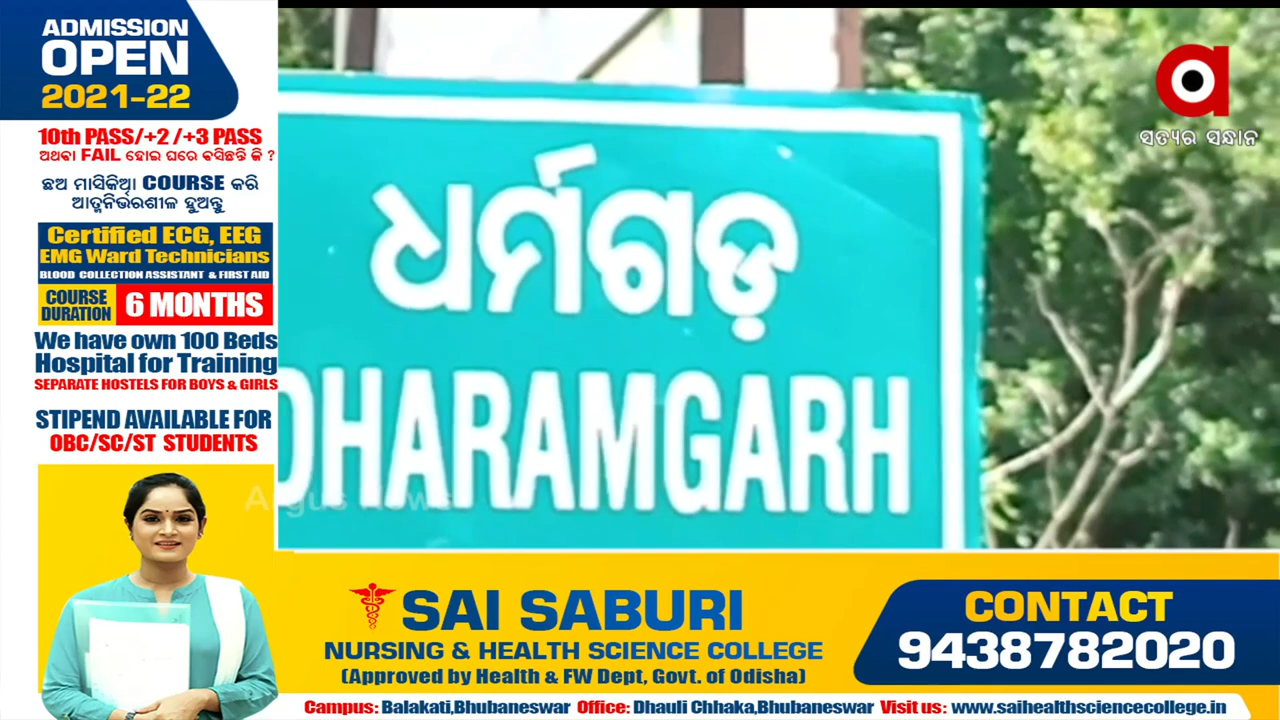 ADMISSION
OPEN
2021-22
10th PASS/+2 /+3 PASS
ଅଥବା FAIL ହୋଇ ଘରେ ବସିଛନ୍ତି କି ?
ଛଅ ମାସିକିଆ COURSE କରି
ଆତ୍ମନିର୍ଭରଶୀଳ ହୁଅନ୍ତୁ
Certified ECG, EEG
EMG Ward Technicians
BLOOD COLLECTION ASSISTANT & FIRST AID
COURSE DURATION 6 MONTHS
We have own 100 Beds
Hospital for Training
SEPARATE HOSTELS FOR BOYS & GIRLS
STIPEND AVAILABLE FOR
OBC/SC/ST STUDENTS
ସତ୍ୟର ସନ୍ଧାନ
ଧର୍ମଗଡ଼
DHARAMGARH
Argus News
SAI SABURI
NURSING & HEALTH SCIENCE COLLEGE
(Approved by Health & FW Dept, Govt. of Odisha)
CONTACT
9438782020
Campus: Balakati,Bhubaneswar Office: Dhauli Chhaka,Bhubaneswar Visit us: www.saihealthsciencecollege.in